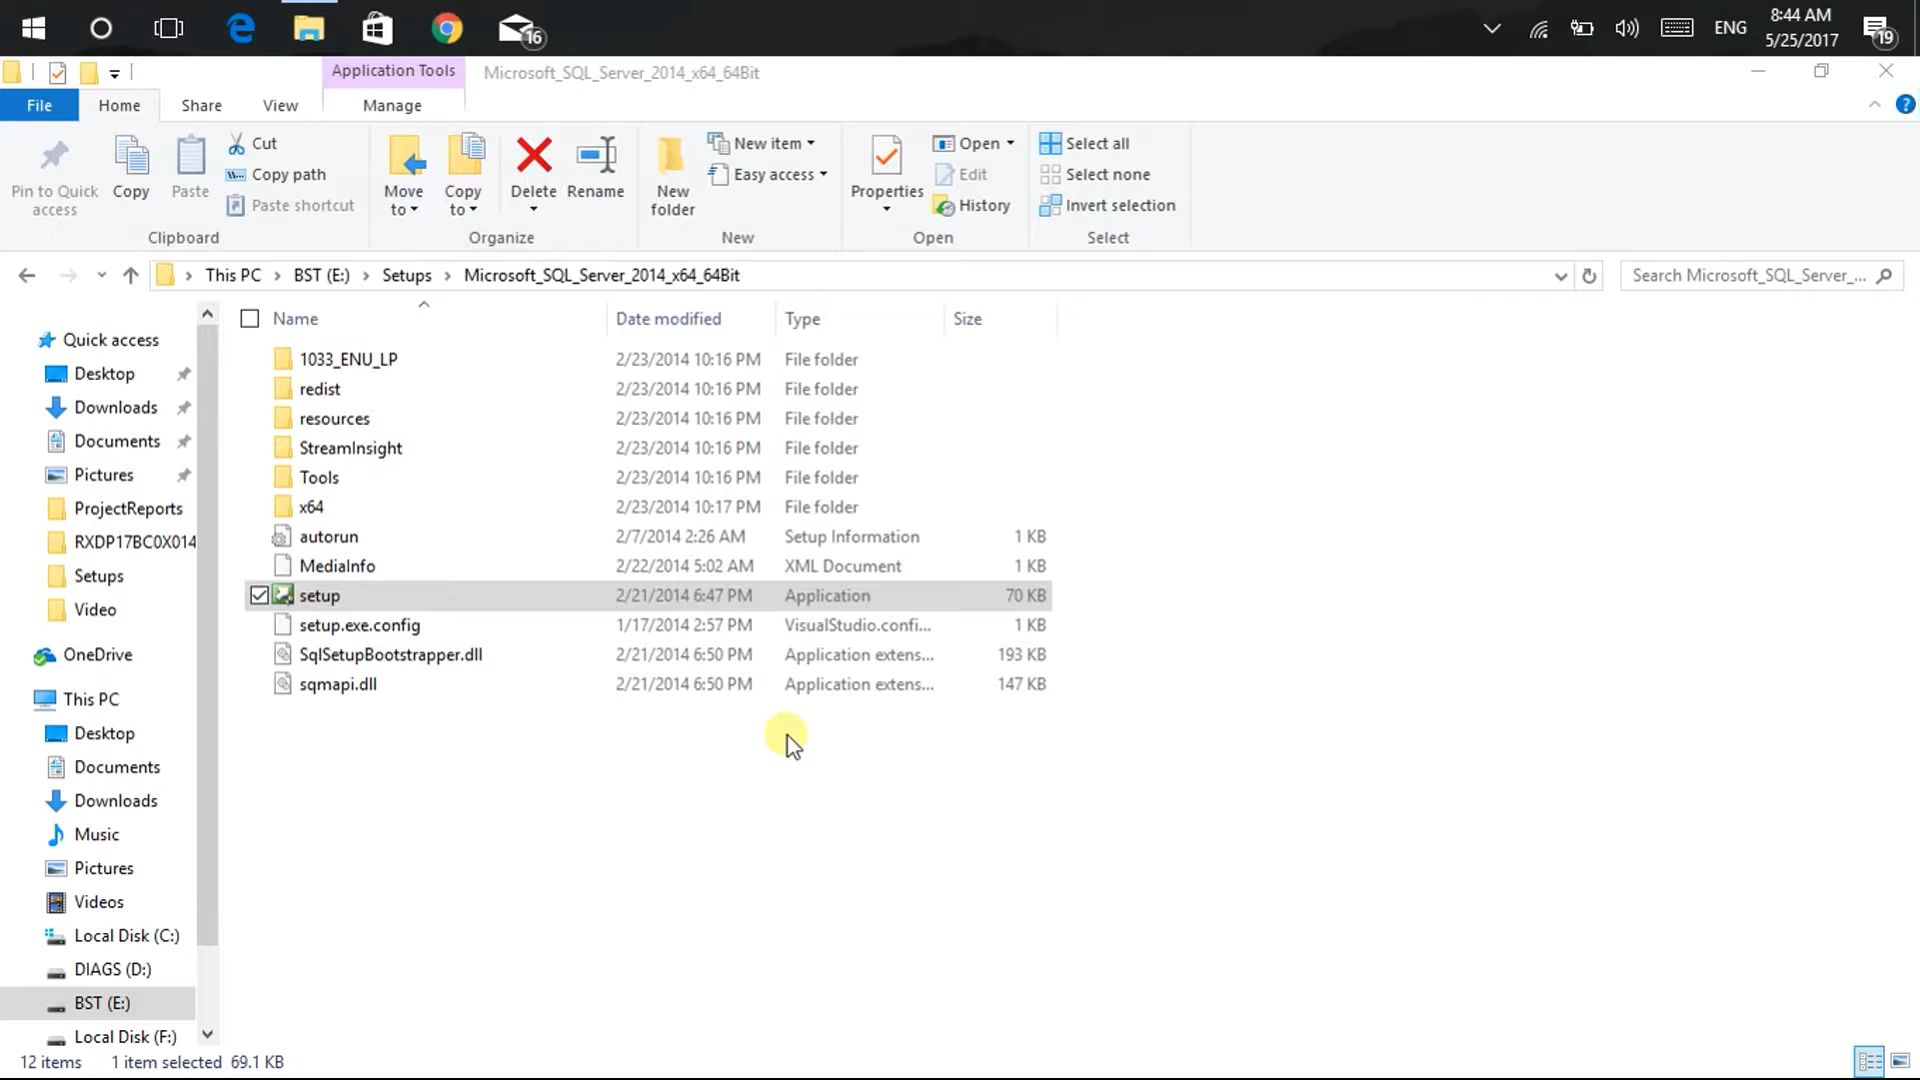 16
ENG
8:44 AM
5/25/2017
19
Application Tools
Microsoft_SQL_Server_2014_x64_64Bit
File
Home
Share
View
Manage
Pin to Quick access
Copy
Paste
Cut
Copy path
Paste shortcut
Clipboard
Move to
Copy to
Delete
Rename
Organize
New folder
New item
Easy access
New
Properties
Open
Edit
History
Open
Select all
Select none
Invert selection
Select
This PC > BST (E:) > Setups > Microsoft_SQL_Server_2014_x64_64Bit
Search Microsoft_SQL_Server_...
Quick access
Desktop
Downloads
Documents
Pictures
ProjectReports
RXDP17BC0X014
Setups
Video
OneDrive
This PC
Desktop
Documents
Downloads
Music
Pictures
Videos
Local Disk (C:)
DIAGS (D:)
BST (E:)
Local Disk (F:)
Name Date modified Type Size
1033_ENU_LP 2/23/2014 10:16 PM File folder
redist 2/23/2014 10:16 PM File folder
resources 2/23/2014 10:16 PM File folder
StreamInsight 2/23/2014 10:16 PM File folder
Tools 2/23/2014 10:16 PM File folder
x64 2/23/2014 10:17 PM File folder
autorun 2/7/2014 2:26 AM Setup Information 1 KB
MediaInfo 2/22/2014 5:02 AM XML Document 1 KB
setup 2/21/2014 6:47 PM Application 70 KB
setup.exe.config 1/17/2014 2:57 PM VisualStudio.confi... 1 KB
SqlSetupBootstrapper.dll 2/21/2014 6:50 PM Application extens... 193 KB
sqmapi.dll 2/21/2014 6:50 PM Application extens... 147 KB
12 items 1 item selected 69.1 KB